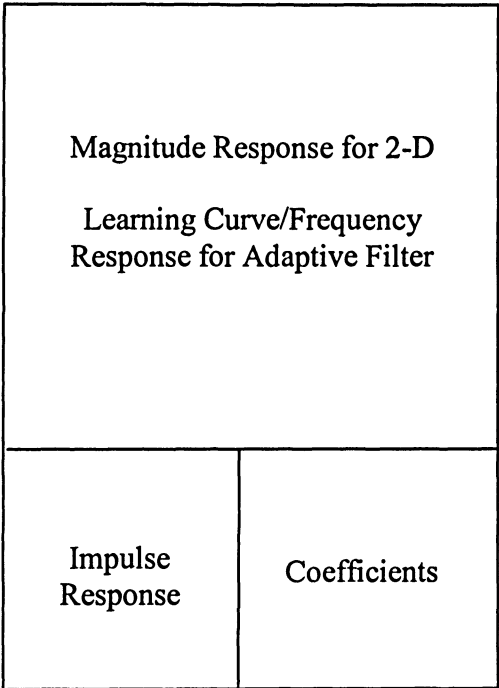 Magnitude Response for 2-D
Learning Curve/Frequency
Response for Adaptive Filter
Impulse
Response
Coefficients